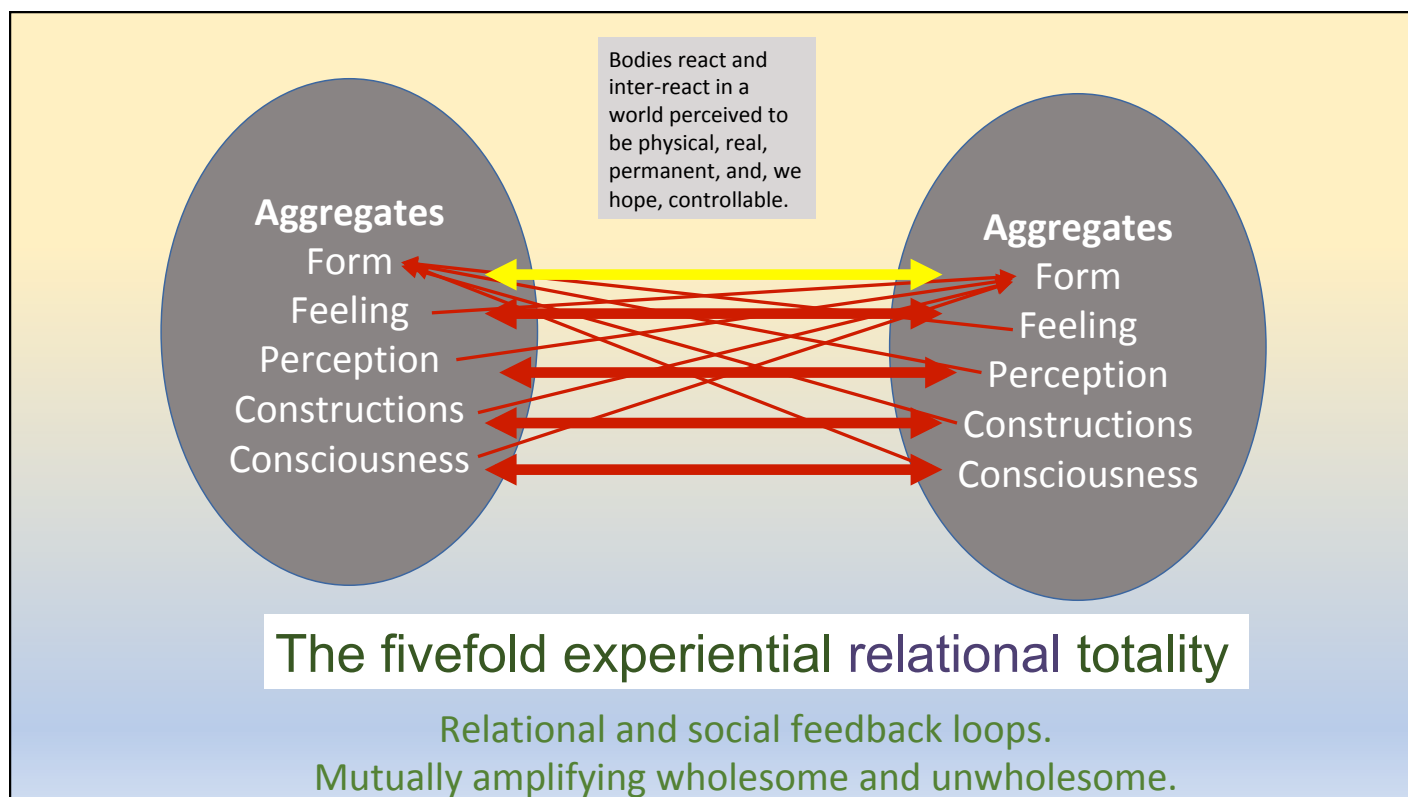 Bodies react and
inter-react in a
world perceived to
be physical, real,
permanent, and, we
hope, controllable.
Aggregates
Form
Feeling
Perception
Constructions
Consciousness
Aggregates
Form
Feeling
Perception
Constructions
Consciousness
The fivefold experiential relational totality
Relational and social feedback loops.
Mutually amplifying wholesome and unwholesome.